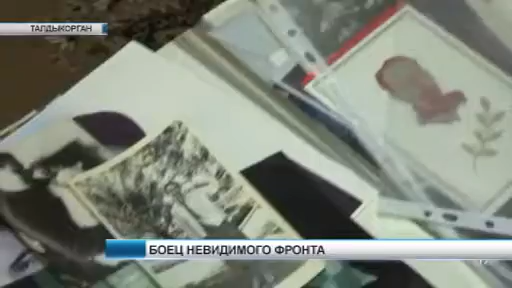 ТАЛДЫКОРГАН
БОЕЦ НЕВИДИМОГО ФРОНТА